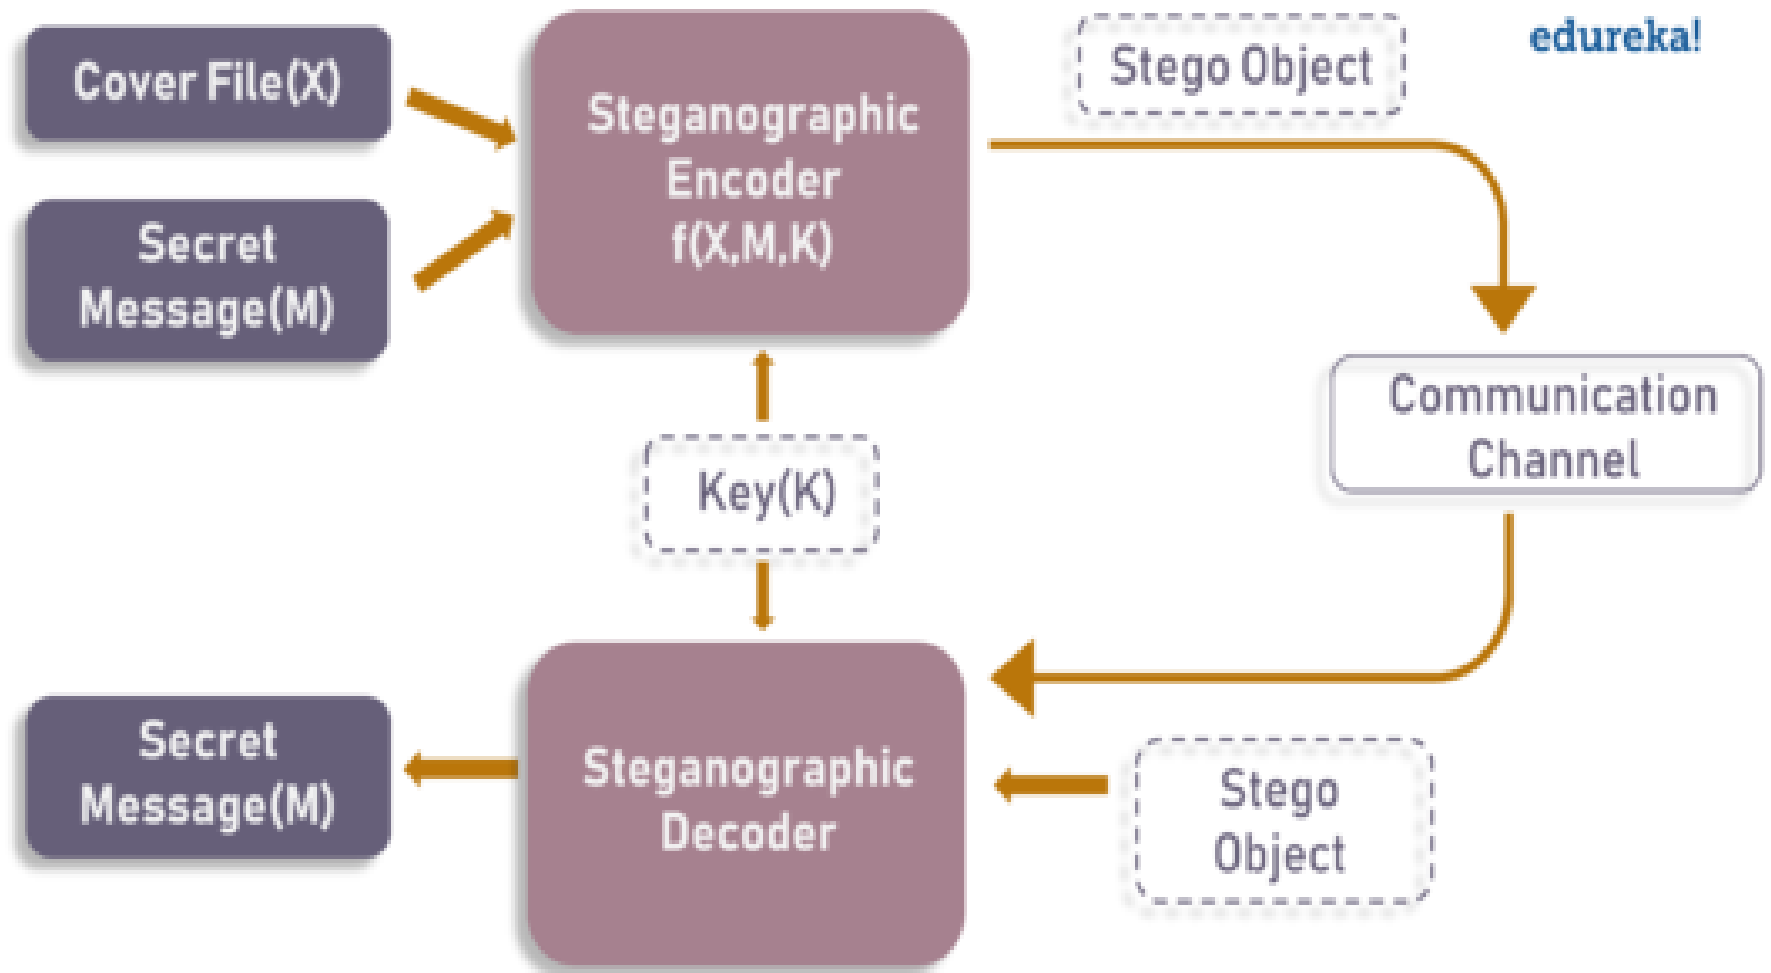 edureka!
Cover File(X)
Steganographic
Encoder
f(X,M,K)
Stego Object
Secret
Message(M)
Communication
Channel
Key(K)
Secret
Message(M)
Steganographic
Decoder
Stego
Object